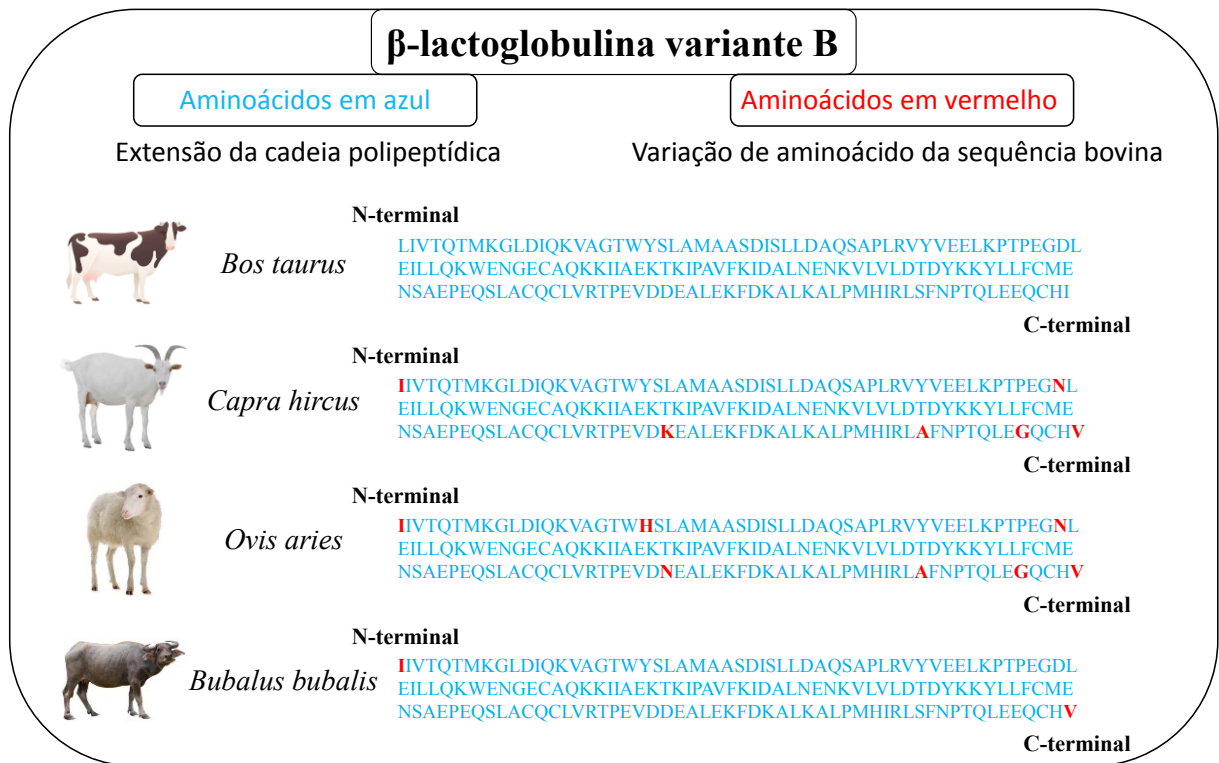 β-lactoglobulina variante B
Aminoácidos em azul
Aminoácidos em vermelho
Extensão da cadeia polipeptídica
Variação de aminoácido da sequência bovina
N-terminal
Bos taurus
LIVTQTMKGLDIQKVAGTWYSLAMAASDISLLDAQSAPLRVYVEELKPTPEGDL
EILLQKWENGECAQKKIIAEKTKIPAVFKIDALNENKVLVLDTDYKKYLLFCME
NSAEPEQSLACQCLVRTPEVDDEALEKFDKALKALPMHIRLSFNPTQLEEQCHI
C-terminal
N-terminal
Capra hircus
IIVTQTMKGLDIQKVAGTWYSLAMAASDISLLDAQSAPLRVYVEELKPTPEGNL
EILLQKWENGECAQKKIIAEKTKIPAVFKIDALNENKVLVLDTDYKKYLLFCME
NSAEPEQSLACQCLVRTPEVDKEALEKFDKALKALPMHIRLAFNPTQLEGQCHV
C-terminal
N-terminal
Ovis aries
IIVTQTMKGLDIQKVAGTWHSLAMAASDISLLDAQSAPLRVYVEELKPTPEGNL
EILLQKWENGECAQKKIIAEKTKIPAVFKIDALNENKVLVLDTDYKKYLLFCME
NSAEPEQSLACQCLVRTPEVDNEALEKFDKALKALPMHIRLAFNPTQLEGQCHV
C-terminal
N-terminal
Bubalus bubalis
IIVTQTMKGLDIQKVAGTWYSLAMAASDISLLDAQSAPLRVYVEELKPTPEGDL
EILLQKWENGECAQKKIIAEKTKIPAVFKIDALNENKVLVLDTDYKKYLLFCME
NSAEPEQSLACQCLVRTPEVDDEALEKFDKALKALPMHIRLSFNPTQLEEQCHV
C-terminal